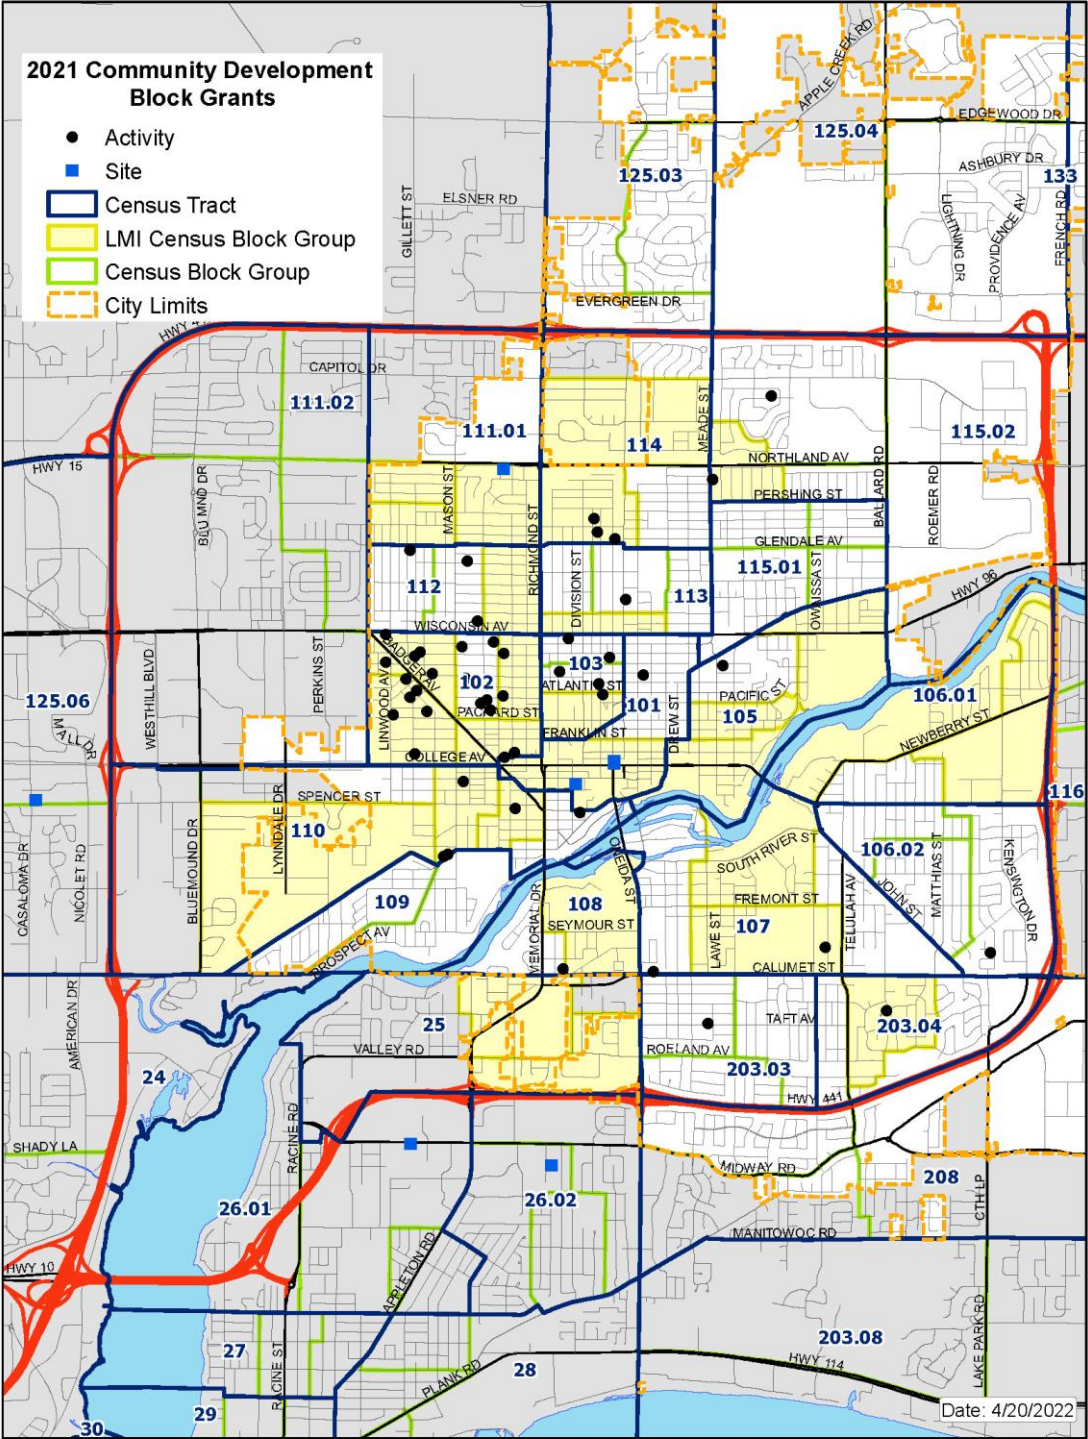 2021 Community Development
Block Grants
Activity
Site
Census Tract
LMI Census Block Group
Census Block Group
City Limits
APPLE CREEK RD
EDGEWOOD DR
125.04
ASHBURY DR
125.03
133
ELSNER RD
GILLETT ST
LIGHTNING DR
PROVIDENCE AV
FRENCH RD
EVERGREEN DR
CAPITOL DR
111.02
111.01
114
MEADE ST
115.02
HWY 15
NORTHLAND AV
BLU MND DR
MASON ST
PERSHING ST
BALLARD RD
ROEMER RD
RICHMOND ST
GLENDALE AV
DIVISION ST
115.01
OWAISSA ST
HWY 96
112
113
WISCONSIN AV
BADGER AV
103
125.06
WESTHILL BLVD
PERKINS ST
LINWOOD AV
102
ATLANTIC ST
101
PACIFIC ST
106.01
PACKARD ST
105
MALL DR
FRANKLIN ST
DREW ST
NEWBERRY ST
COLLEGE AV
SPENCER ST
116
110
LYNNDALE DR
BLUEMOUND DR
CASALOMA DR
NICOLET RD
ONEIDA ST
SOUTH RIVER ST
106.02
MATTHIAS ST
KENSINGTON DR
JOHN ST
109
108
FREMONT ST
TELULAH AV
SEYMOUR ST
LAWE ST
107
PROSPECT AV
MEMORIAL DR
CALUMET ST
AMERICAN DR
25
TAFT AV
203.04
VALLEY RD
ROELAND AV
24
203.03
HWY 441
SHADY LA
RACINE RD
MIDWAY RD
208
26.01
26.02
CTH LP
MANITOWOC RD
APPLETON RD
HWY 10
27
RACINE ST
28
PLANK RD
203.08
HWY 114
LAKE PARK RD
29
30
Date: 4/20/2022